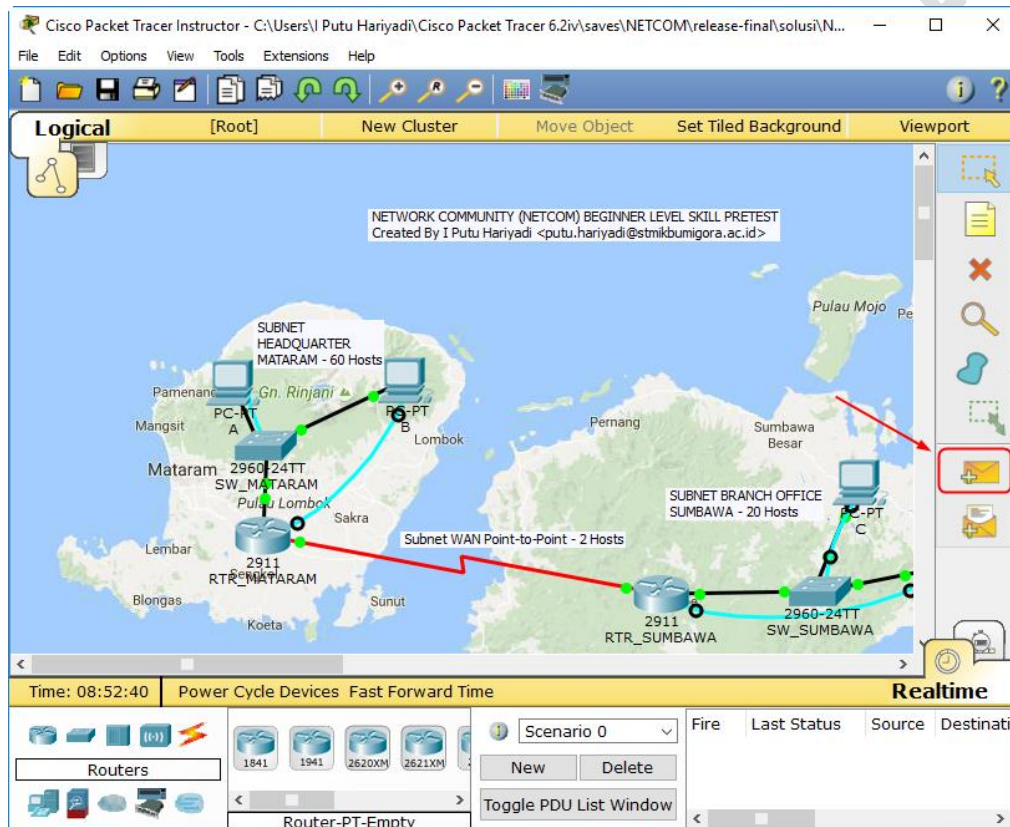 Cisco Packet Tracer Instructor - C:\Users\I Putu Hariyadi\Cisco Packet Tracer 6.2iv\saves\NETCOM\release-final\solusi\N...
File Edit Options View Tools Extensions Help
Logical [Root] New Cluster Move Object Set Tiled Background Viewport
NETWORK COMMUNITY (NETCOM) BEGINNER LEVEL SKILL PRETEST
Created By I Putu Hariyadi <putu.hariyadi@stmikbumigora.ac.id>
Pulau Mojo
Pe
SUBNET
HEADQUARTER
MATARAM - 60 Hosts
Pamenang
Gn. Rinjani
PC-PT
A
PC-PT
B
Mangsit
Lombok
Pernang
Sumbawa
Besar
Mataram
2960-24TT
SW_MATARAM
Pulau Lombok
Sakra
SUBNET BRANCH OFFICE
SUMBAWA - 20 Hosts
PC-PT
C
Subnet WAN Point-to-Point - 2 Hosts
Lembar
2911
RTR_MATARAM
Sengkol
Blongas
Sunut
Koeta
2911
RTR_SUMBAWA
2960-24TT
SW_SUMBAWA
Time: 08:52:40 Power Cycle Devices Fast Forward Time Realtime
Routers
1841 1941 2620XM 2621XM
Router-PT-Empty
Scenario 0
New Delete
Toggle PDU List Window
Fire Last Status Source Destinati